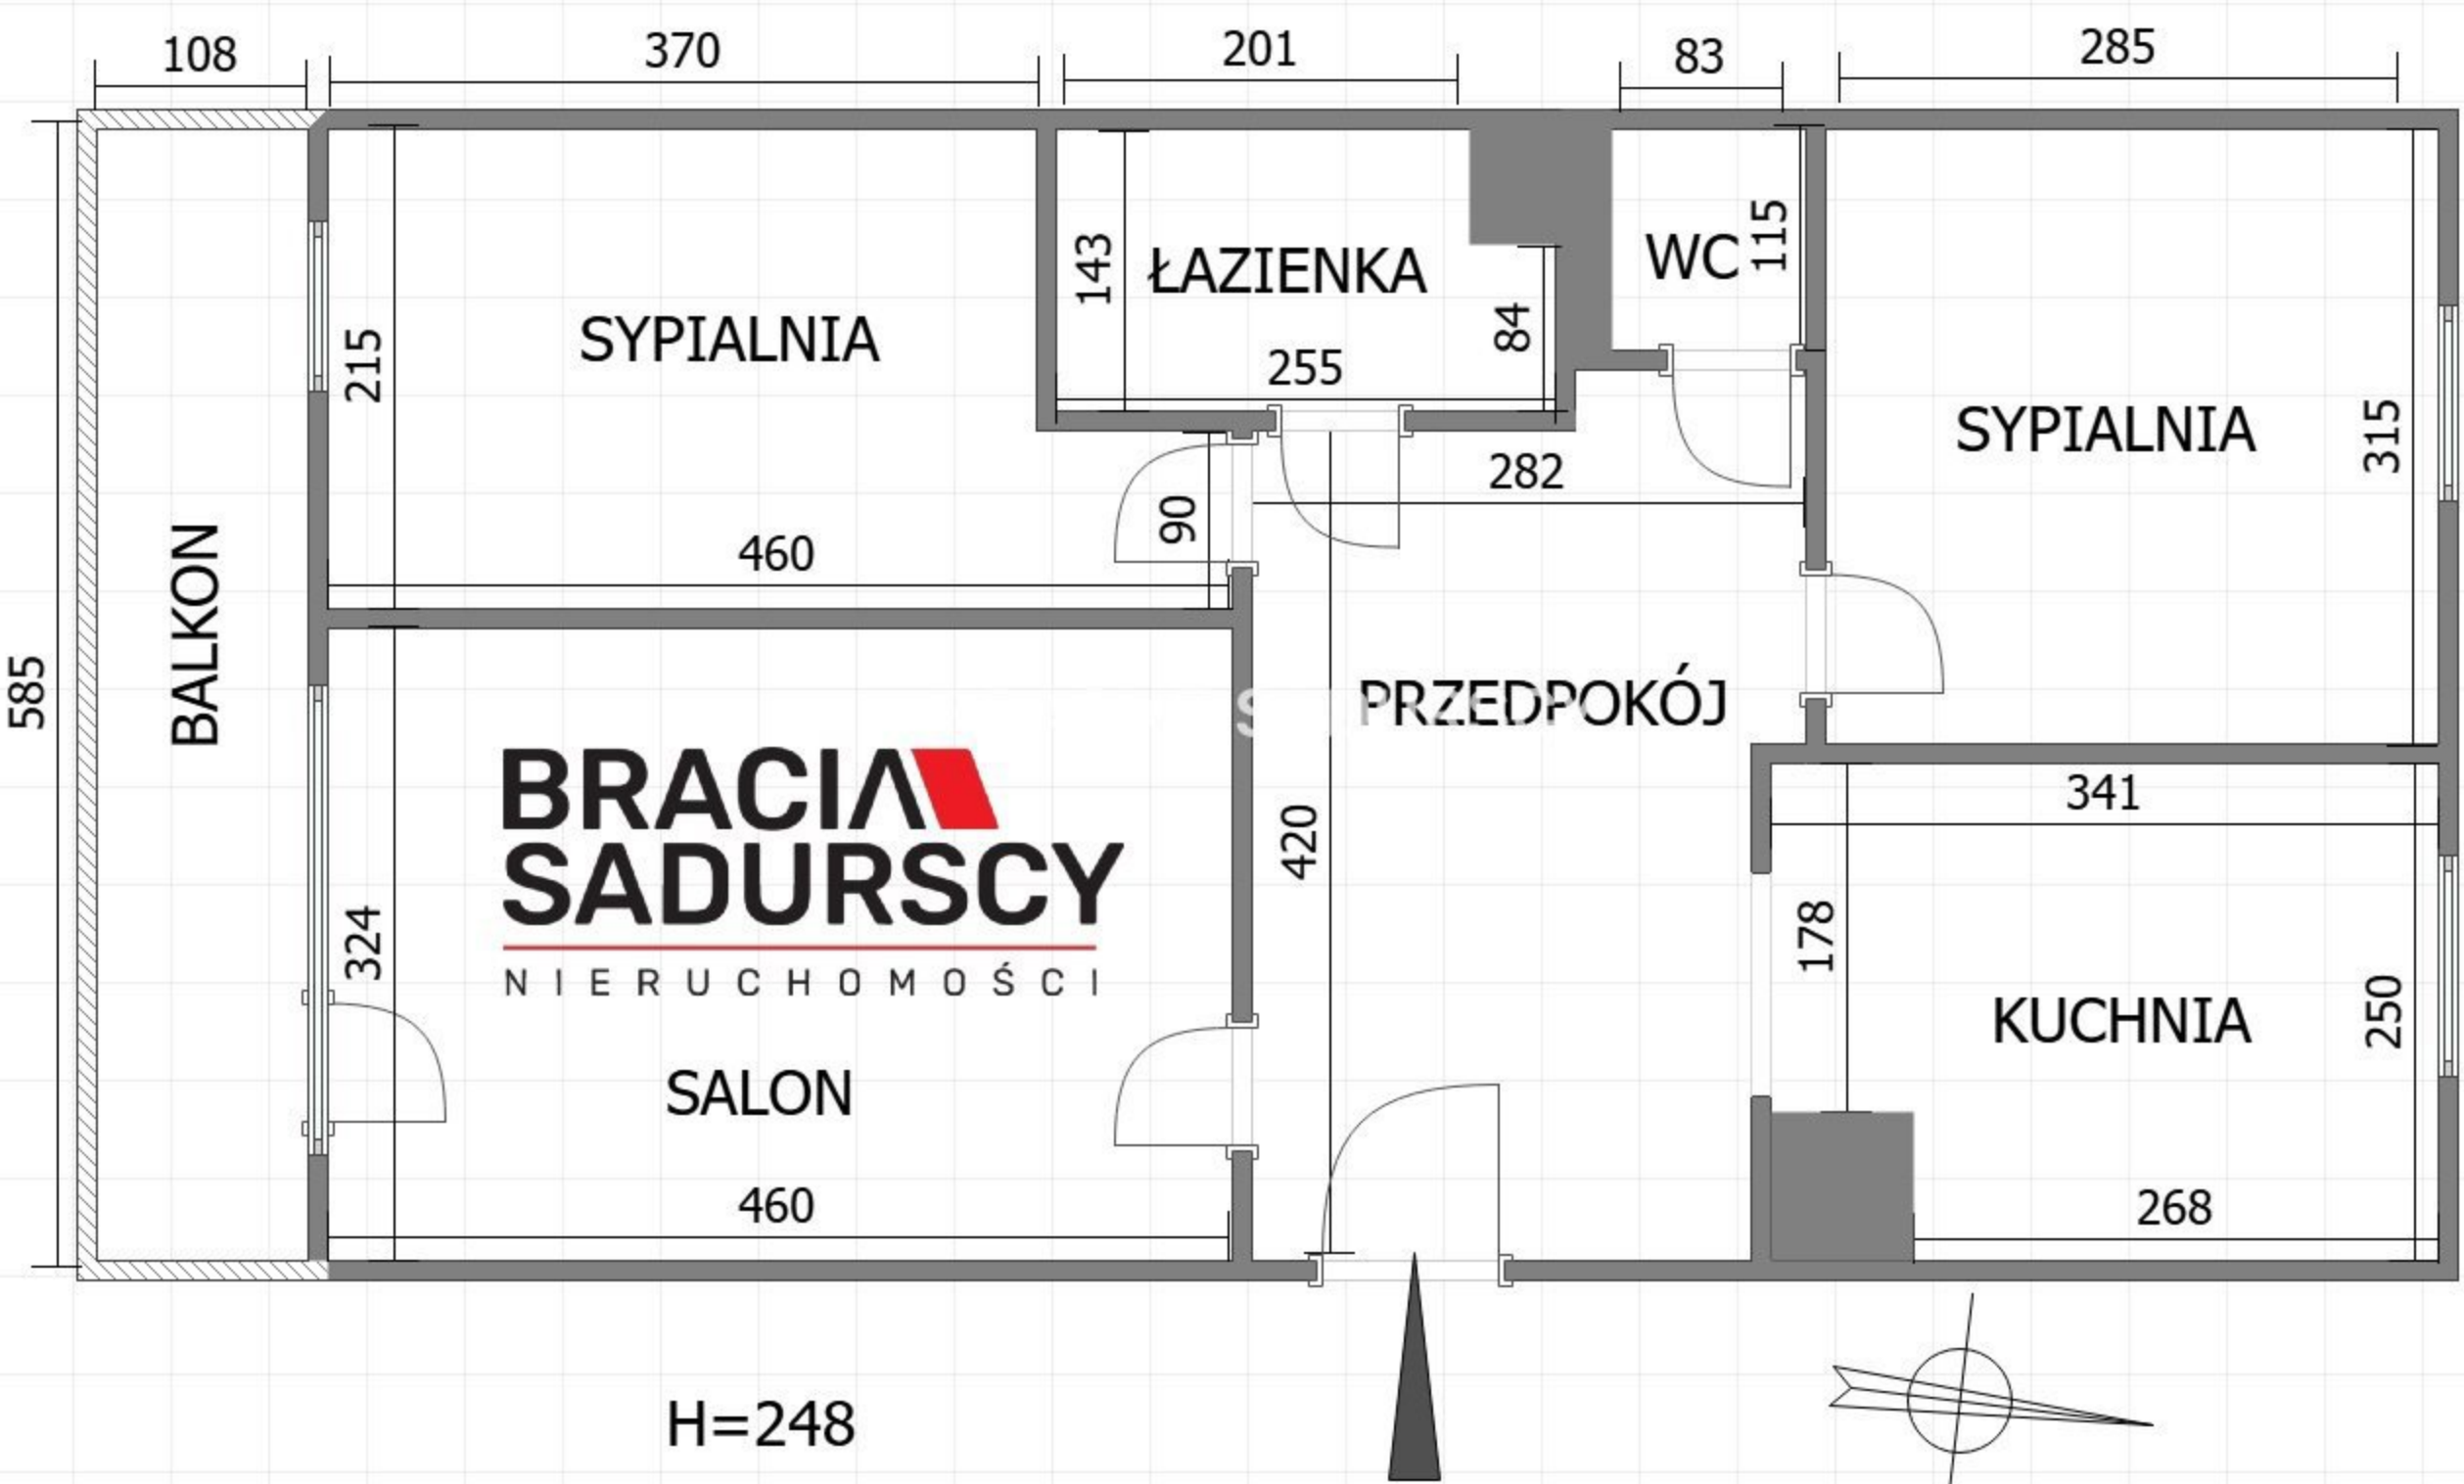 108
370
201
83
285
SYPIALNIA
215
460
90
143
ŁAZIENKA
255
84
WC
115
282
SYPIALNIA
315
585
BALKON
PRZEDPOKÓJ
420
BRACIA
SADURSCY
NIERUCHOMOŚCI
324
SALON
460
341
178
KUCHNIA
250
268
H=248